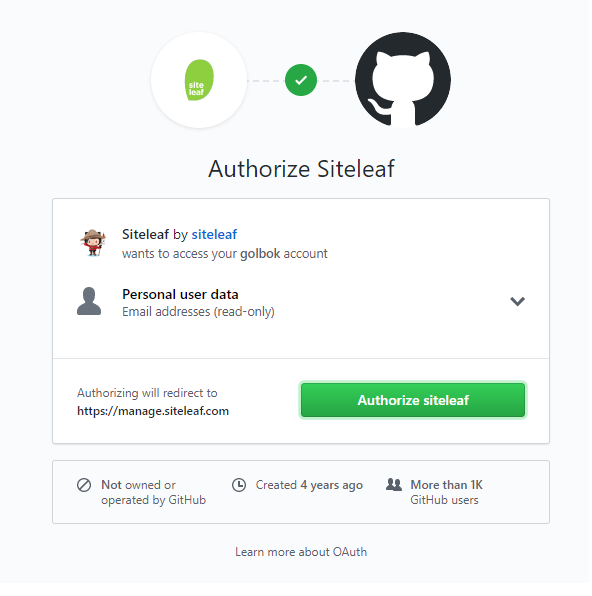 site
leaf
Authorize Siteleaf
Siteleaf by siteleaf
wants to access your golbok account
Personal user data
Email addresses (read-only)
Authorizing will redirect to
https://manage.siteleaf.com
Authorize siteleaf
Not owned or
operated by GitHub
Created 4 years ago
More than 1K
GitHub users
Learn more about OAuth